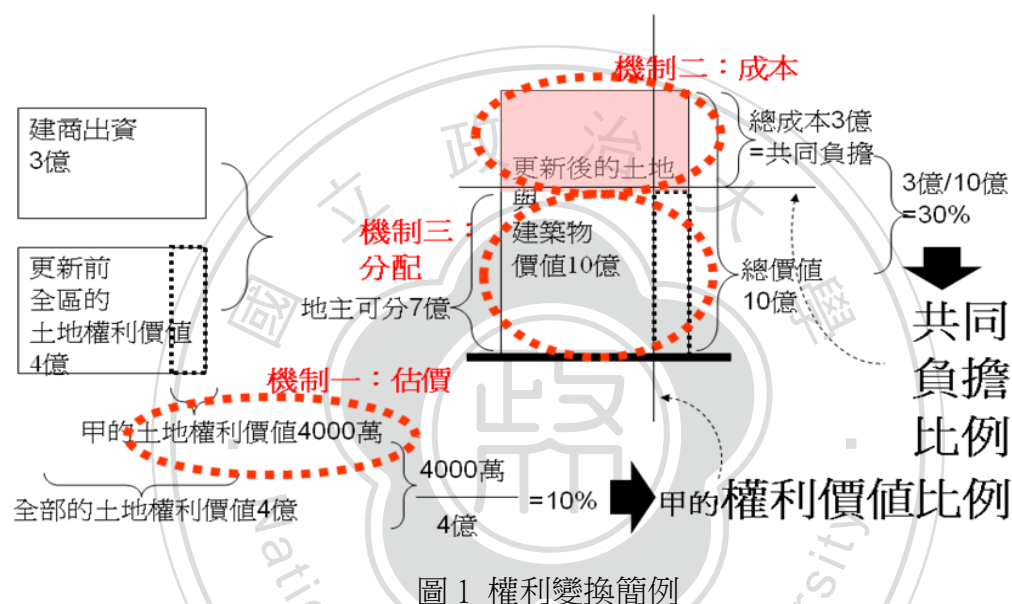 機制二：成本
建商出資
3億
總成本3億
=共同負擔
更新後的土地
與
建築物
價值10億
3億/10億
=30%
機制三：
分配
更新前
全區的
土地權利價值
4億
地主可分7億
總價值
10億
共同
負擔
比例
機制一：估價
甲的土地權利價值4000萬
全部的土地權利價值4億
4000萬
4億
=10%
甲的權利價值比例
圖 1 權利變換簡例
國立政治大學